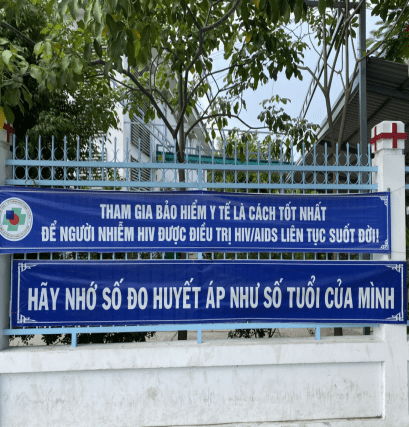 THAM GIA BẢO HIỂM Y TẾ LÀ CÁCH TỐT NHẤT
ĐỂ NGƯỜI NHIỄM HIV ĐƯỢC ĐIỀU TRỊ HIV/AIDS LIÊN TỤC SUỐT ĐỜI!
HÃY NHỚ SỐ ĐO HUYẾT ÁP NHƯ SỐ TUỔI CỦA MÌNH